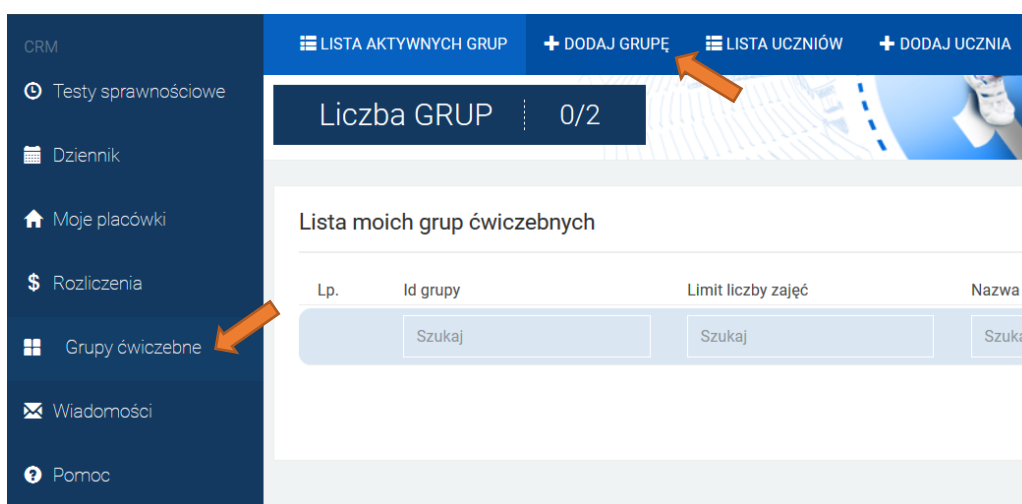 CRM
Testy sprawnościowe
Dziennik
Moje placówki
Rozliczenia
Grupy ćwiczebne
Wiadomości
Pomoc
LISTA AKTYWNYCH GRUP DODAJ GRUPĘ LISTA UCZNIÓW DODAJ UCZNIA
Liczba GRUP 0/2
Lista moich grup ćwiczebnych
Lp. Id grupy Limit liczby zajęć Nazwa
Szukaj Szukaj Szuka